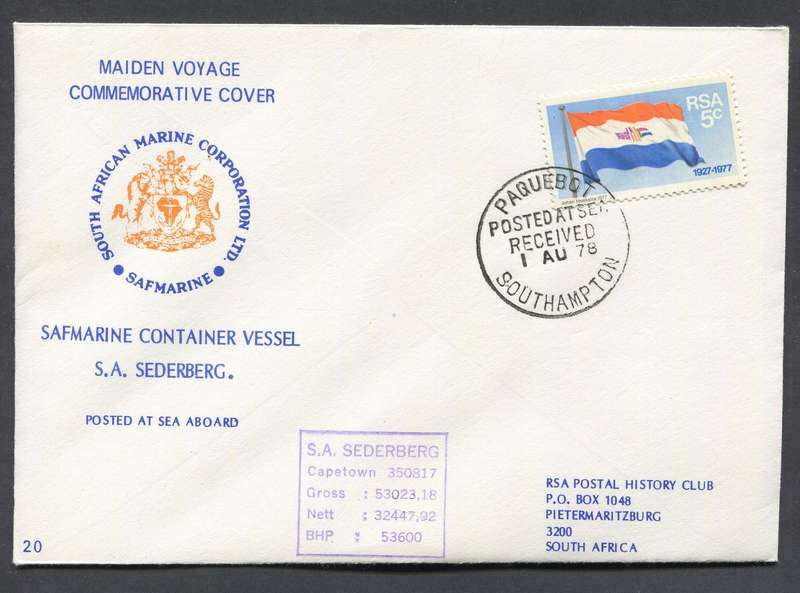 MAIDEN VOYAGE
COMMEMORATIVE COVER
SOUTH AFRICAN MARINE CORPORATION LTD.
• SAFMARINE •
SAFMARINE CONTAINER VESSEL
S.A. SEDERBERG.
POSTED AT SEA ABOARD
RSA
5c
1927-1977
PAQUEBOT
POSTED AT SEA
RECEIVED
1 AU 78
SOUTHAMPTON
S.A. SEDERBERG
Capetown 350817
Gross : 53023,18
Nett : 32447,92
BHP : 53600
RSA POSTAL HISTORY CLUB
P.O. BOX 1048
PIETERMARITZBURG
3200
SOUTH AFRICA
20